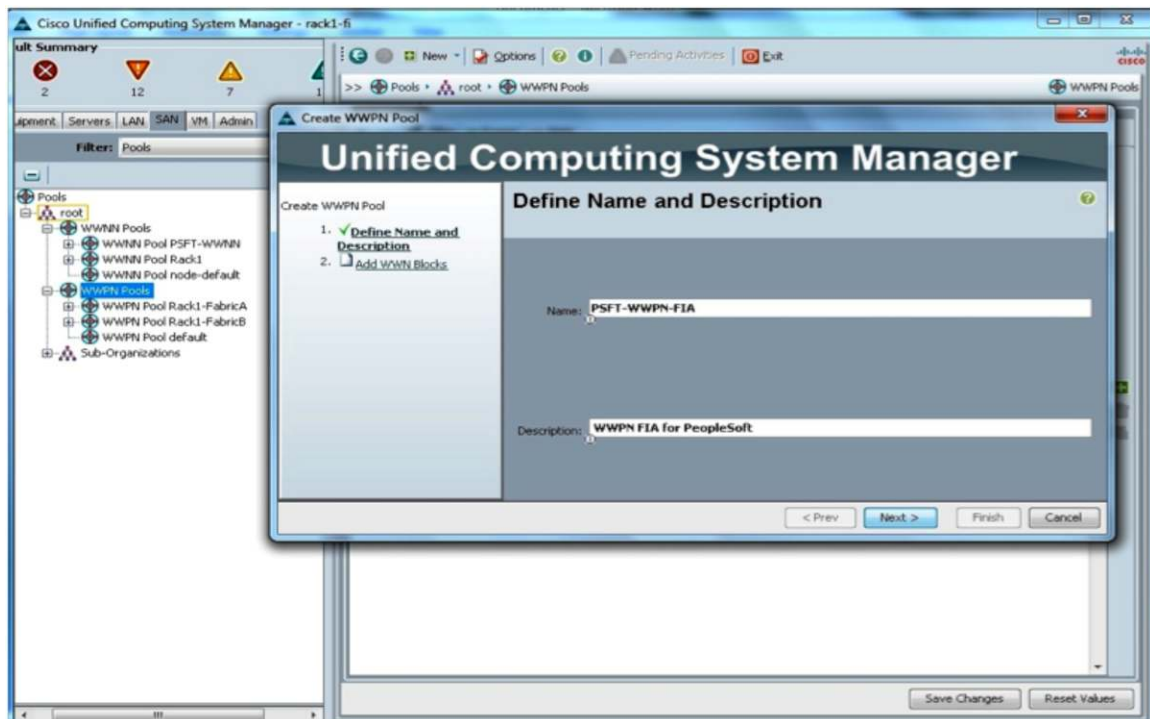 Cisco Unified Computing System Manager - rack1-fi
ult Summary
2
12
7
1
New
Options
Pending Activities
Exit
CISCO
>> Pools root WWPN Pools
WWPN Pools
uipment Servers LAN SAN VM Admin
Filter: Pools
Pools
root
WWNN Pools
WWNN Pool PSFT-WWNN
WWNN Pool Rack1
WWNN Pool node-default
WWPN Pools
WWPN Pool Rack1-FabricA
WWPN Pool Rack1-FabricB
WWPN Pool default
Sub-Organizations
Create WWPN Pool
Unified Computing System Manager
Create WWPN Pool
1. Define Name and
Description
2. Add WWN Blocks
Define Name and Description
Name: PSFT-WWPN-FIA
Description: WWPN FIA for PeopleSoft
< Prev
Next >
Finish
Cancel
Save Changes
Reset Values